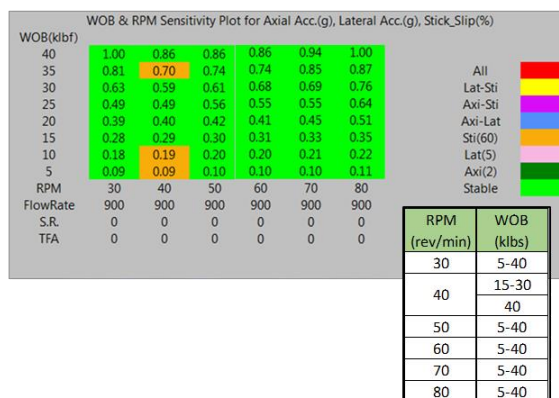 WOB & RPM Sensitivity Plot for Axial Acc.(g), Lateral Acc.(g), Stick_Slip(%)
WOB(klbf)
40 1.00 0.86 0.86 0.86 0.94 1.00
35 0.81 0.70 0.74 0.74 0.85 0.87
30 0.63 0.59 0.61 0.68 0.69 0.76
25 0.49 0.49 0.56 0.55 0.55 0.64
20 0.39 0.40 0.42 0.41 0.45 0.51
15 0.28 0.29 0.30 0.31 0.33 0.35
10 0.18 0.19 0.20 0.20 0.21 0.22
5 0.09 0.09 0.10 0.10 0.10 0.11
RPM 30 40 50 60 70 80
FlowRate 900 900 900 900 900 900
S.R. 0 0 0 0 0 0
TFA 0 0 0 0 0 0
All
Lat-Sti
Axi-Sti
Axi-Lat
Sti(60)
Lat(5)
Axi(2)
Stable
RPM WOB
(rev/min) (klbs)
30 5-40
40 15-30
40
50 5-40
60 5-40
70 5-40
80 5-40